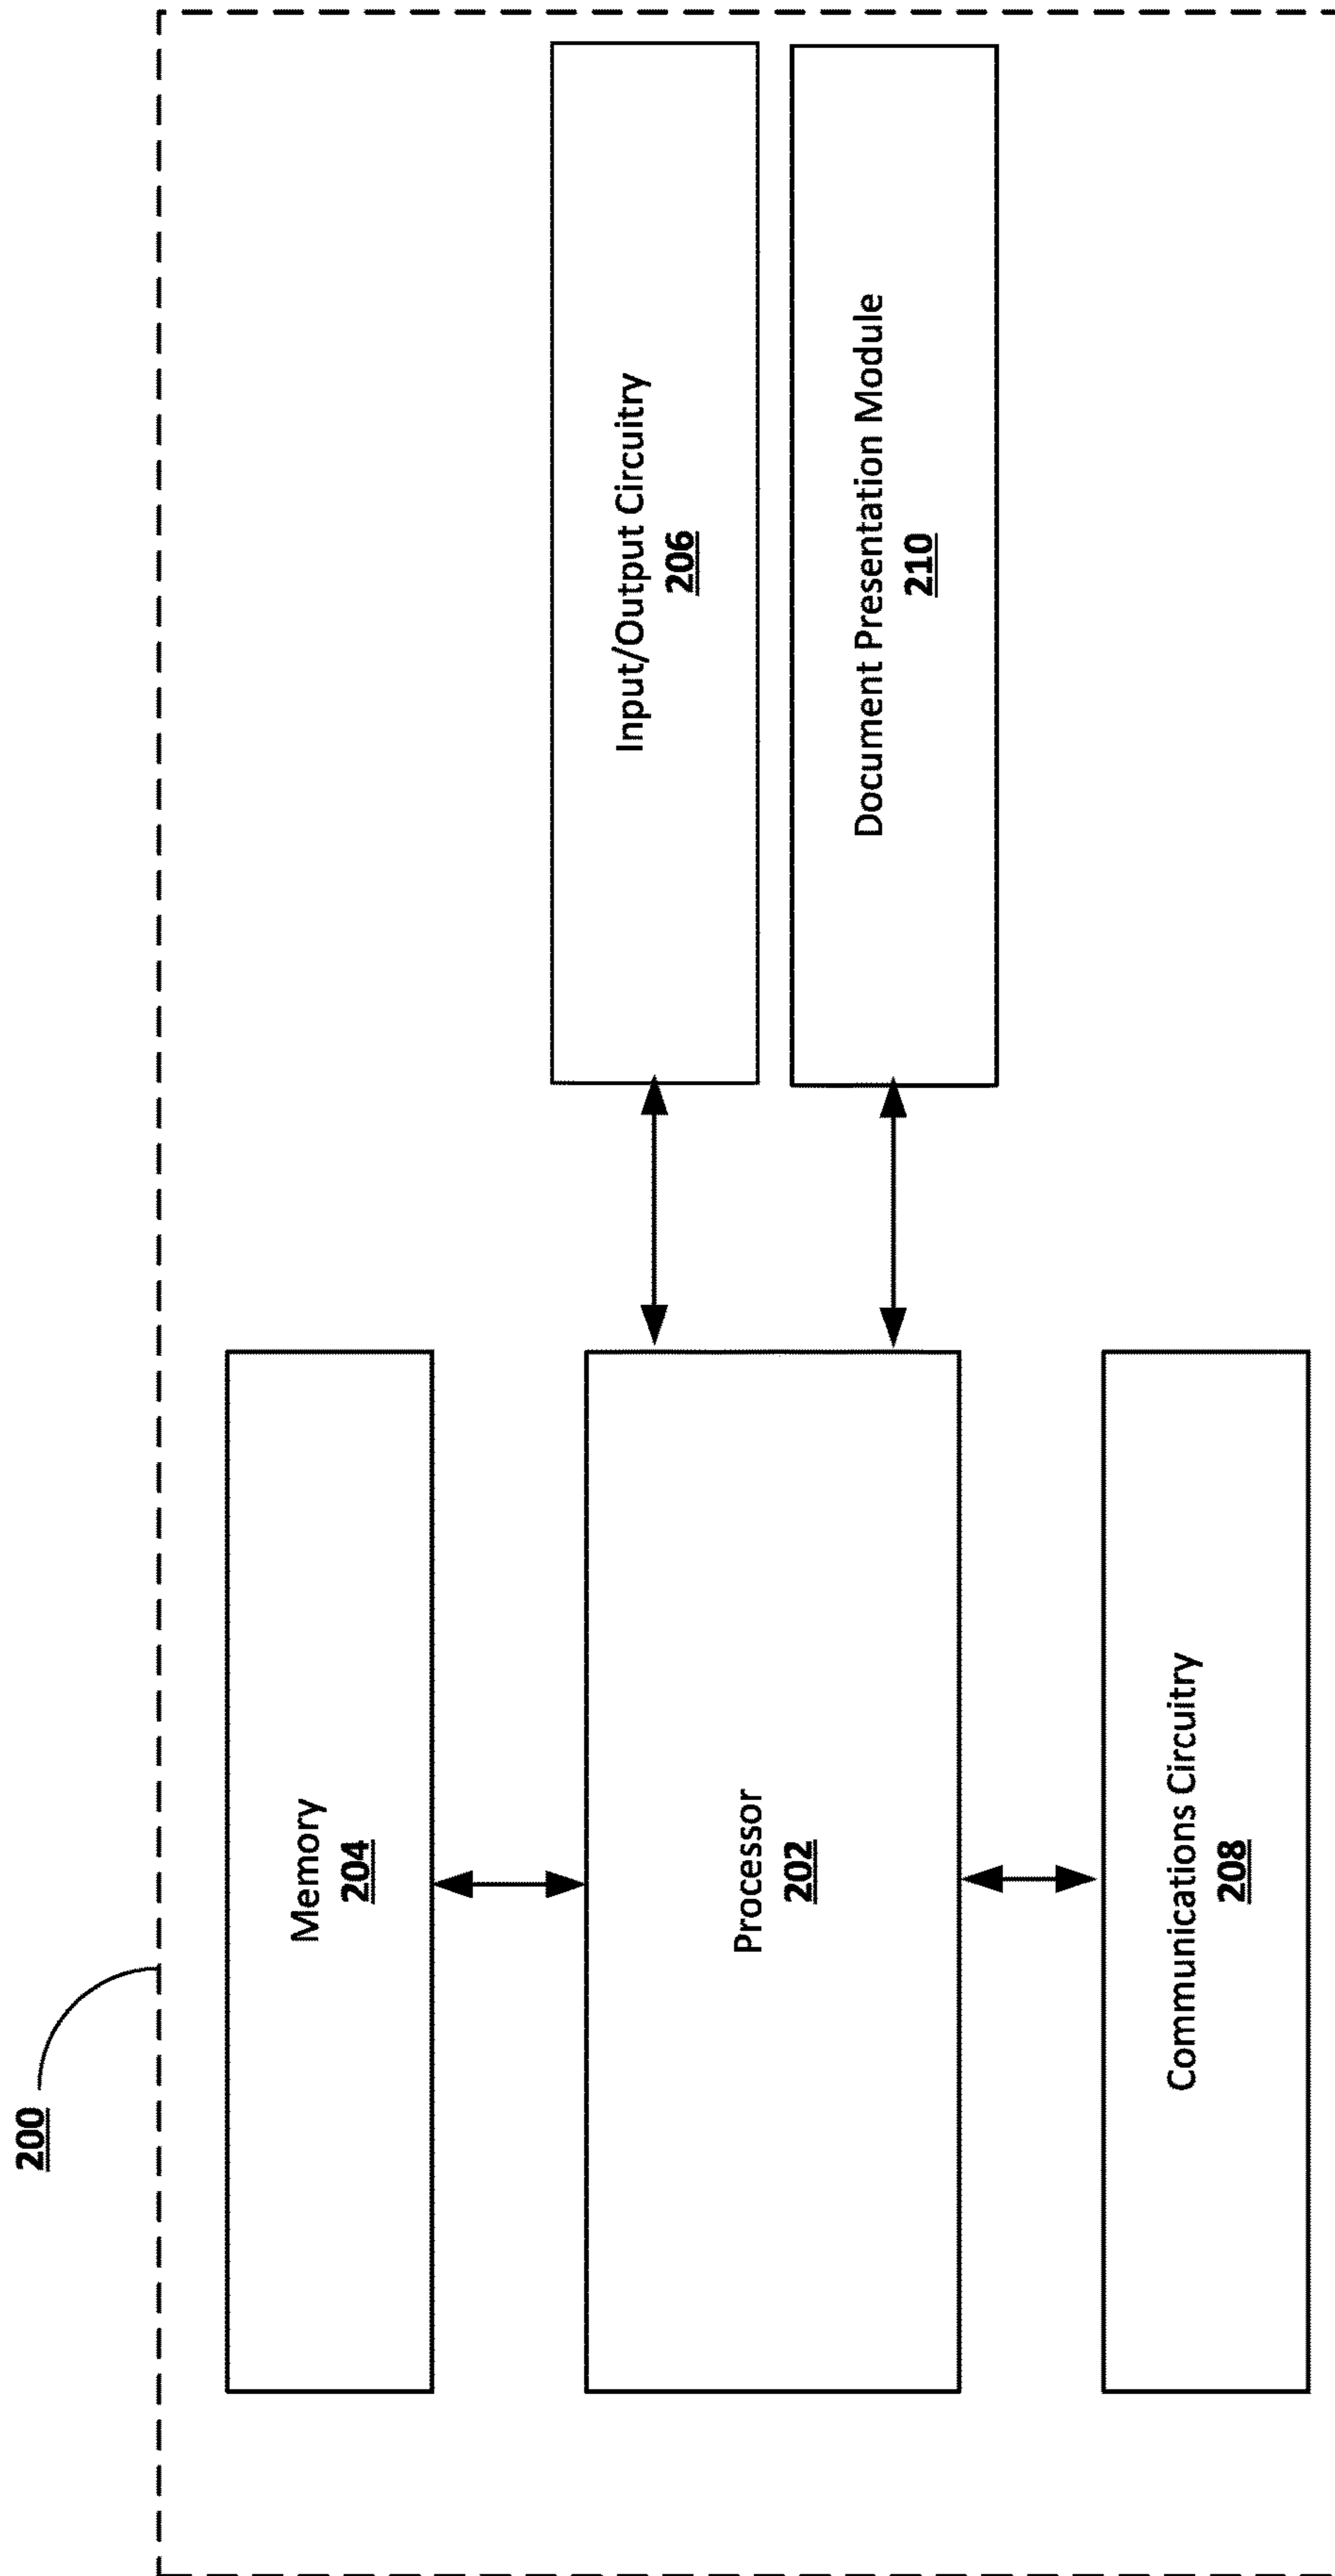 200
Memory
204
Processor
202
Communications Circuitry
208
Input/Output Circuitry
206
Document Presentation Module
210